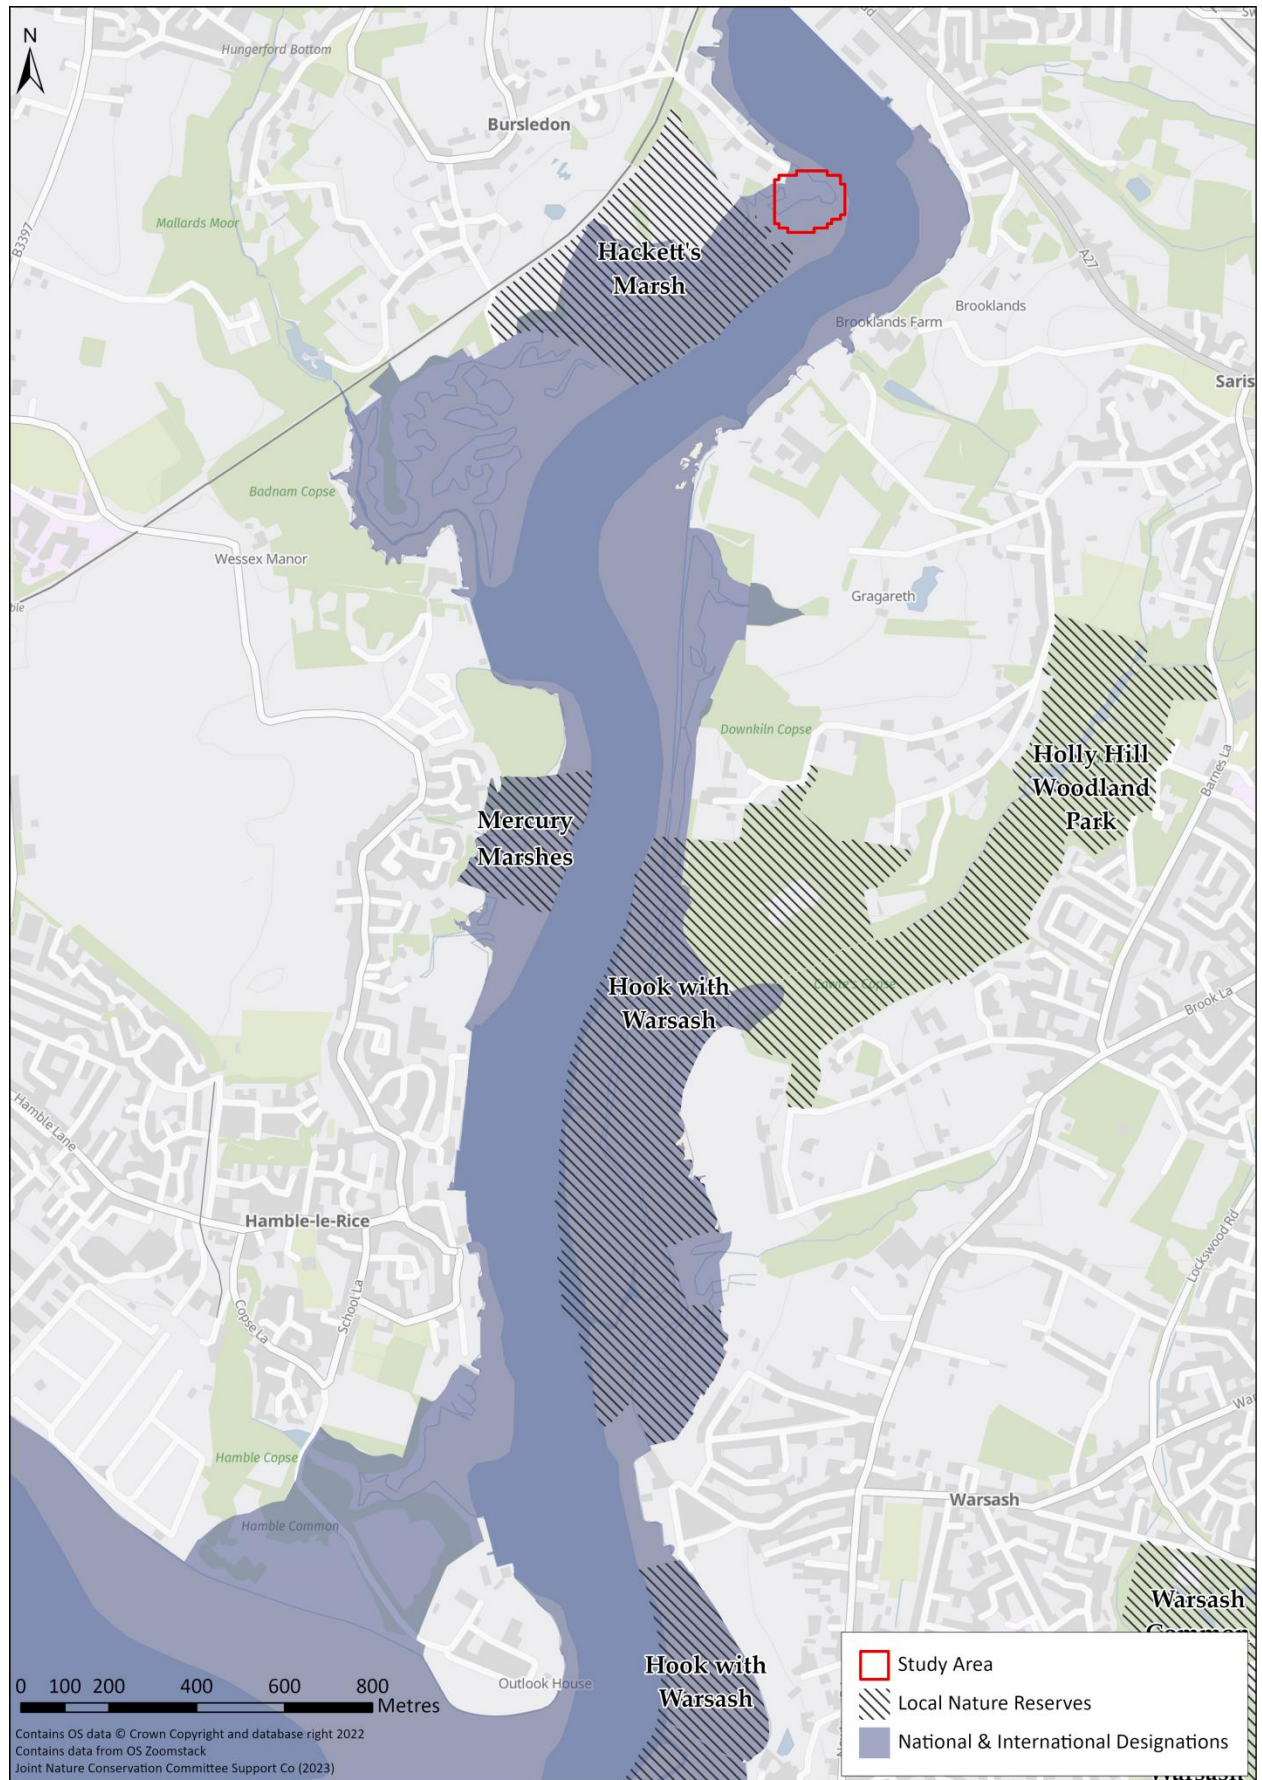 N
Hungerford Bottom
Bursledon
Mallards Moor
B3397
Hackett's
Marsh
A27
Brooklands
Brooklands Farm
Saris
Badnam Copse
Wessex Manor
ble
Gragareth
Downkiln Copse
Holly Hill
Woodland
Park
Barnes La
Mercury
Marshes
Hook with
Warsash
Brook La
Hamble Lane
Hamble-le-Rice
Lockswood Rd
Copse La
School La
War
Hamble Copse
Warsash
Hamble Common
Warsash
Common
Hook with
Warsash
Outlook House
Study Area
Local Nature Reserves
National & International Designations
0 100 200 400 600 800
Metres
Contains OS data © Crown Copyright and database right 2022
Contains data from OS Zoomstack
Joint Nature Conservation Committee Support Co (2023)